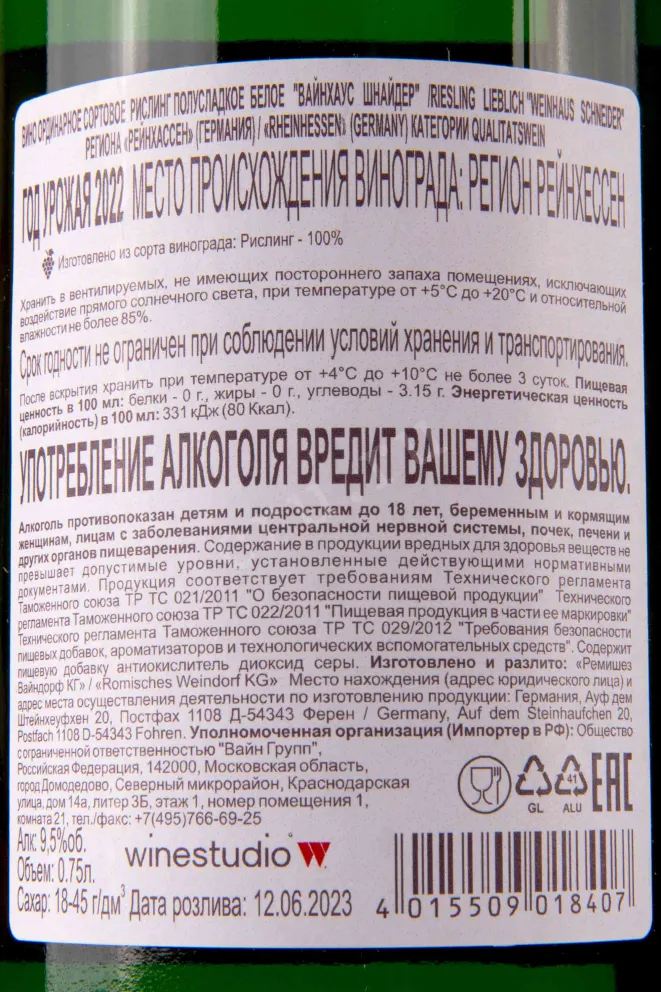 ВИНО ОРДИНАРНОЕ СОРТОВОЕ РИСЛИНГ ПОЛУСЛАДКОЕ БЕЛОЕ "ВАЙНХАУС ШНАЙДЕР" /RIESLING LIEBLICH "WEINHAUS SCHNEIDER"
РЕГИОНА «РЕЙНХАССЕН» (ГЕРМАНИЯ) / «RHEINHESSEN» (GERMANY) КАТЕГОРИИ QUALITATSWEIN
ГОД УРОЖАЯ 2022 МЕСТО ПРОИСХОЖДЕНИЯ ВИНОГРАДА: РЕГИОН РЕЙНХЕССЕН
Изготовлено из сорта винограда: Рислинг - 100%
Хранить в вентилируемых, не имеющих постороннего запаха помещениях, исключающих
воздействие прямого солнечного света, при температуре от +5°C до +20°C и относительной
влажности не более 85%.
Срок годности не ограничен при соблюдении условий хранения и транспортирования.
После вскрытия хранить при температуре от +4°C до +10°C не более 3 суток. Пищевая
ценность в 100 мл: белки - 0 г., жиры - 0 г., углеводы - 3.15 г. Энергетическая ценность
(калорийность) в 100 мл: 331 кДж (80 Ккал).
УПОТРЕБЛЕНИЕ АЛКОГОЛЯ ВРЕДИТ ВАШЕМУ ЗДОРОВЬЮ.
Алкоголь противопоказан детям и подросткам до 18 лет, беременным и кормящим
женщинам, лицам с заболеваниями центральной нервной системы, почек, печени и
других органов пищеварения. Содержание в продукции вредных для здоровья веществ не
превышает допустимые уровни, установленные действующими нормативными
документами. Продукция соответствует требованиям Технического регламента
Таможенного союза ТР ТС 021/2011 "О безопасности пищевой продукции" Технического
регламента Таможенного союза ТР ТС 022/2011 "Пищевая продукция в части ее маркировки"
Технического регламента Таможенного союза ТР ТС 029/2012 "Требования безопасности
пищевых добавок, ароматизаторов и технологических вспомогательных средств". Содержит
пищевую добавку антиокислитель диоксид серы. Изготовлено и разлито: «Ремишез
Вайндорф КГ» / «Romisches Weindorf KG» Место нахождения (адрес юридического лица) и
адрес места осуществления деятельности по изготовлению продукции: Германия, Ауф дем
Штейнхеуфхен 20, Постфах 1108 Д-54343 Ферен / Germany, Auf dem Steinhaufchen 20,
Postfach 1108 D-54343 Fohren. Уполномоченная организация (Импортер в РФ): Общество
с ограниченной ответственностью "Вайн Групп",
Российская Федерация, 142000, Московская область,
город Домодедово, Северный микрорайон, Краснодарская
улица, дом 14а, литер 3Б, этаж 1, номер помещения 1,
комната 21, тел./факс: +7(495)766-69-25
GL
41
ALU
EAC
Алк: 9,5%об.
winestudio W
Объем: 0.75л.
Сахар: 18-45 г/дм³ Дата розлива: 12.06.2023
4 015509 018407